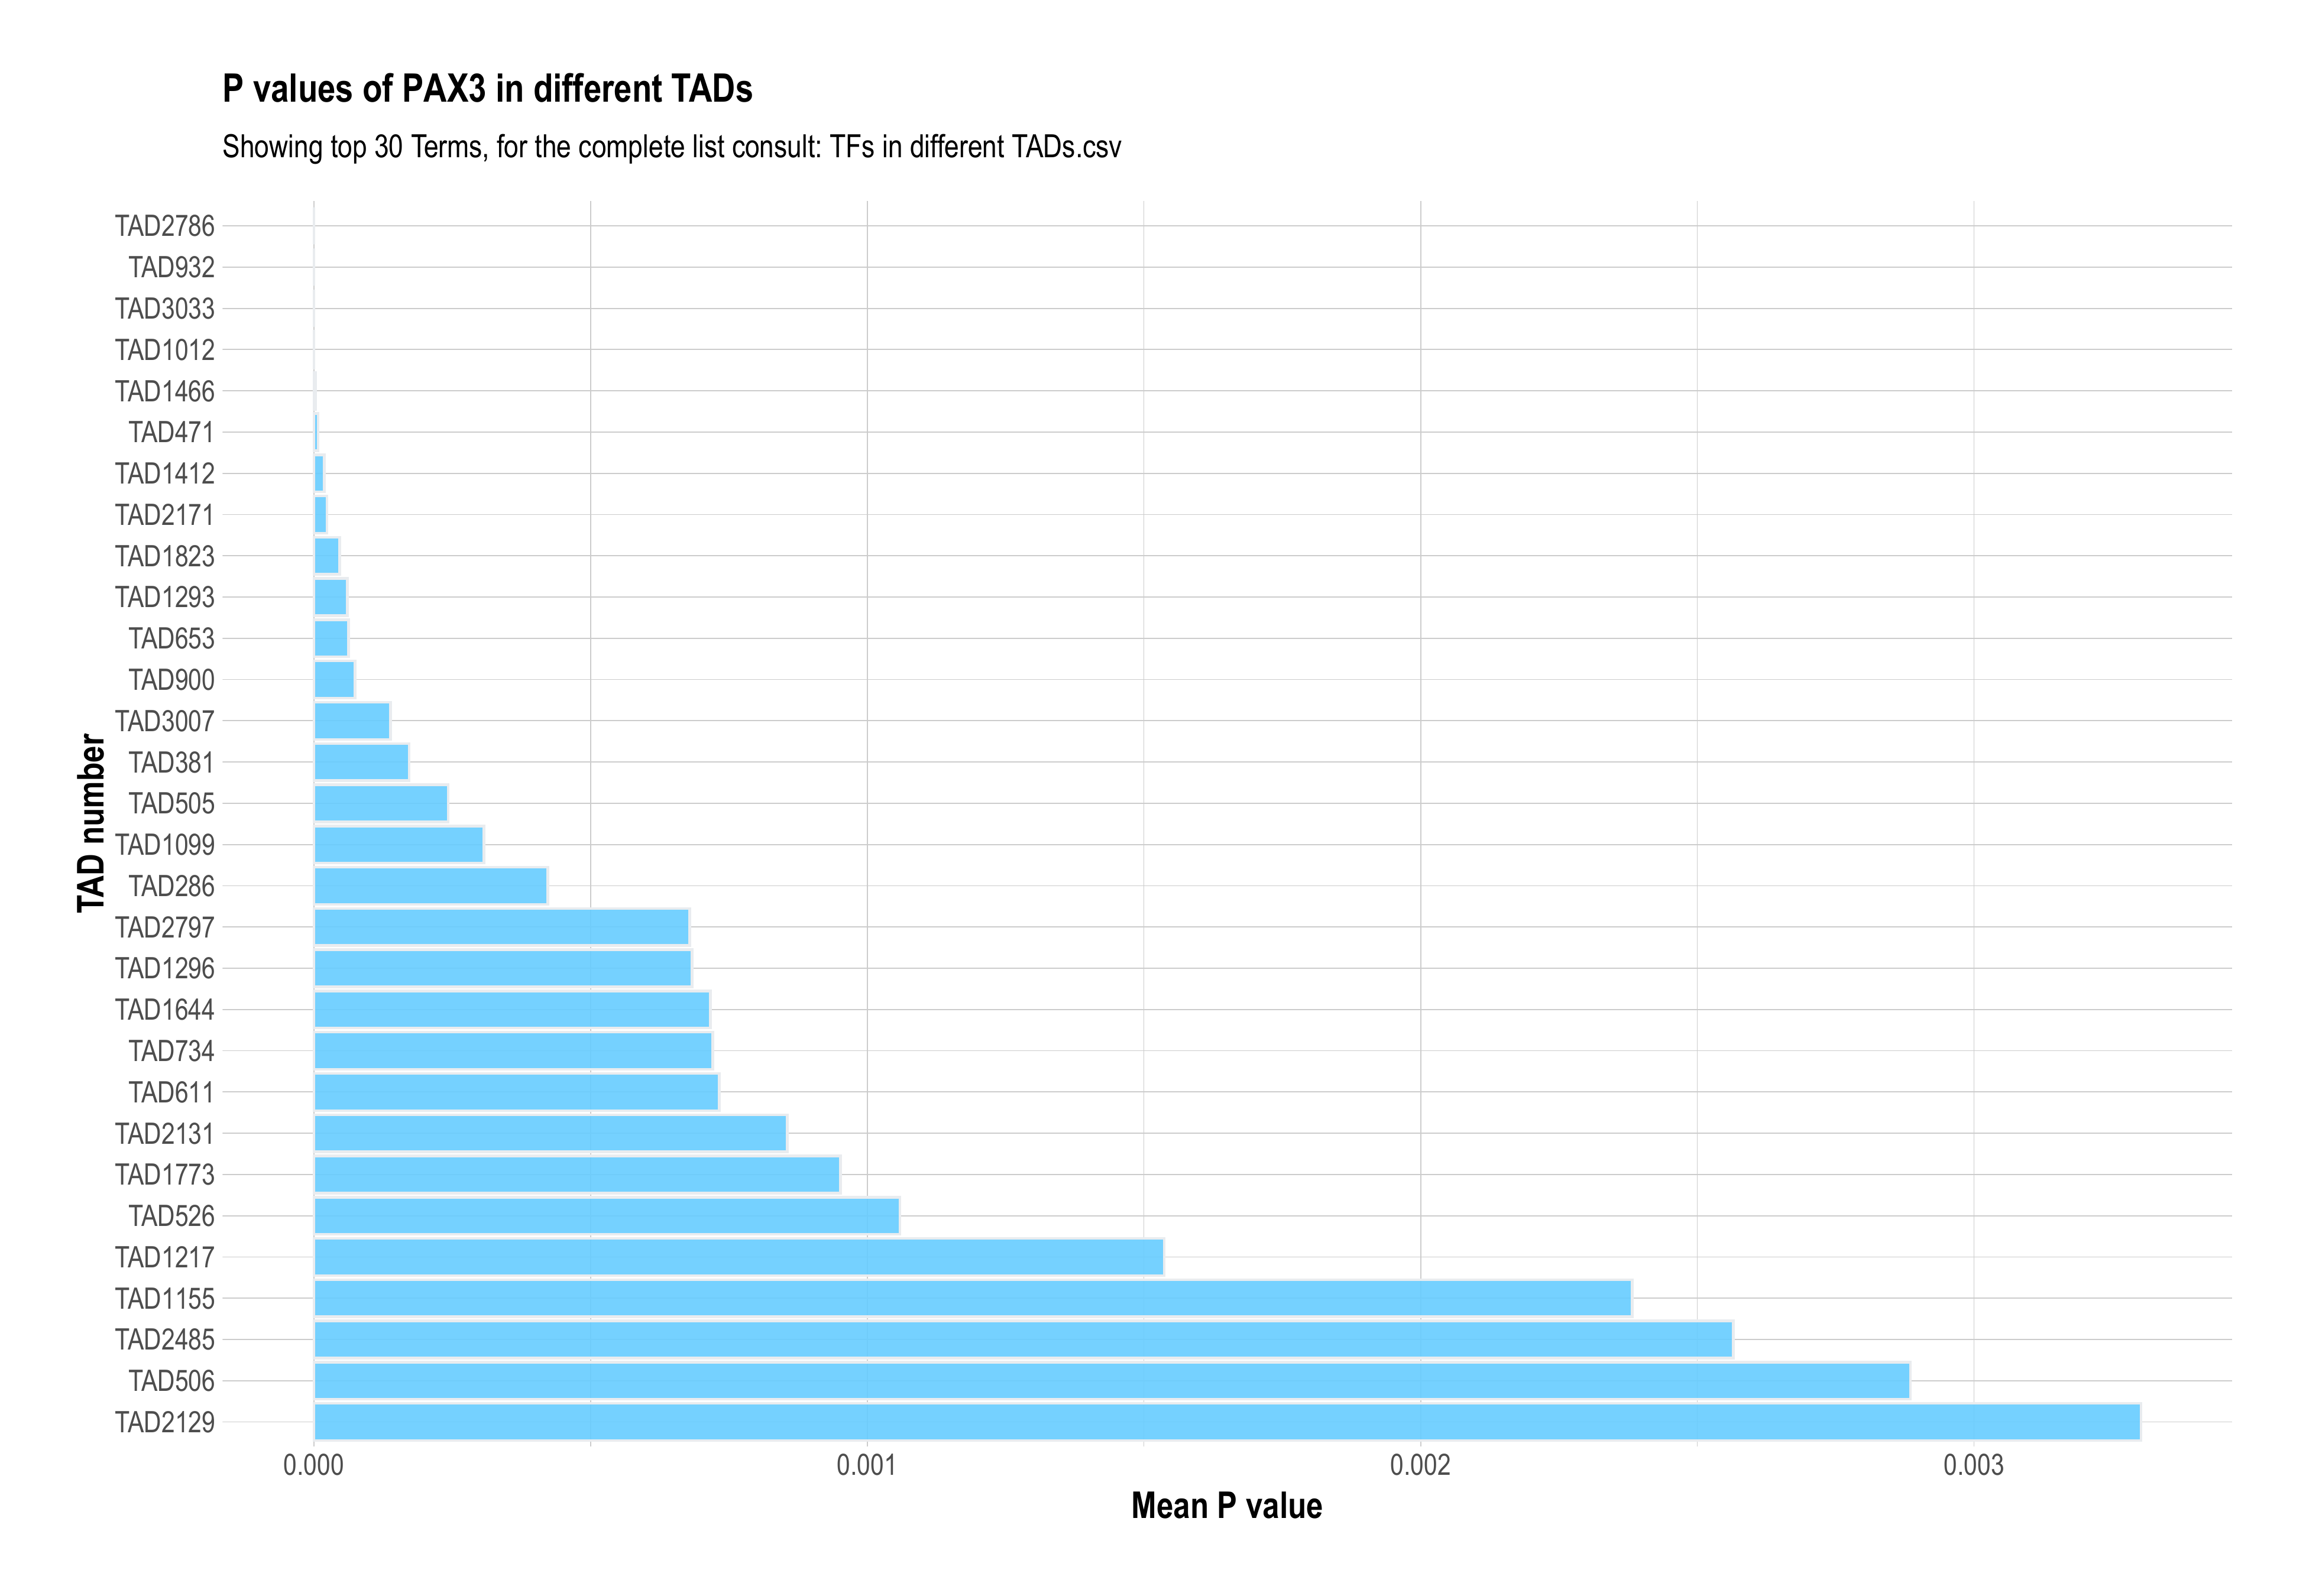 P values of PAX3 in different TADs
Showing top 30 Terms, for the complete list consult: TFs in different TADs.csv
TAD number
TAD2786
TAD932
TAD3033
TAD1012
TAD1466
TAD471
TAD1412
TAD2171
TAD1823
TAD1293
TAD653
TAD900
TAD3007
TAD381
TAD505
TAD1099
TAD286
TAD2797
TAD1296
TAD1644
TAD734
TAD611
TAD2131
TAD1773
TAD526
TAD1217
TAD1155
TAD2485
TAD506
TAD2129
0.000 0.001 0.002 0.003
Mean P value